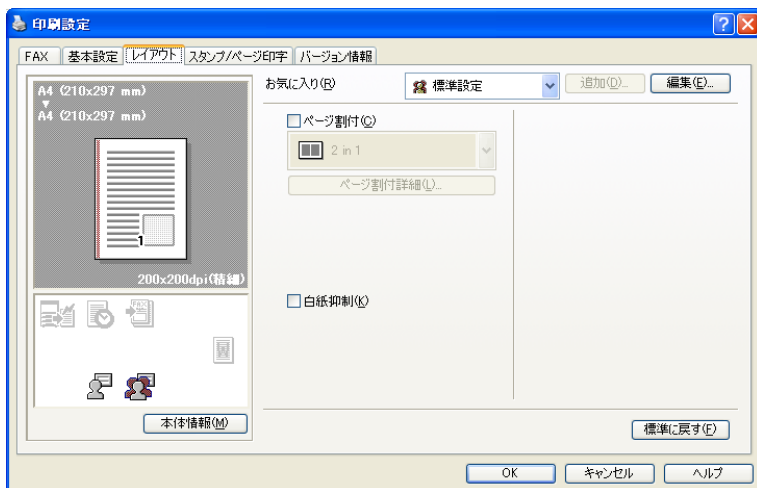 印刷設定
FAX 基本設定 レイアウト スタンプ/ページ印字 バージョン情報
A4 (210x297 mm)
A4 (210x297 mm)
1
200x200dpi(精細)
本体情報(M)
お気に入り(R) 標準設定 追加(D)... 編集(E)...
ページ割付(C)
2 in 1
ページ割付詳細(L)...
白紙抑制(K)
標準に戻す(F)
OK キャンセル ヘルプ